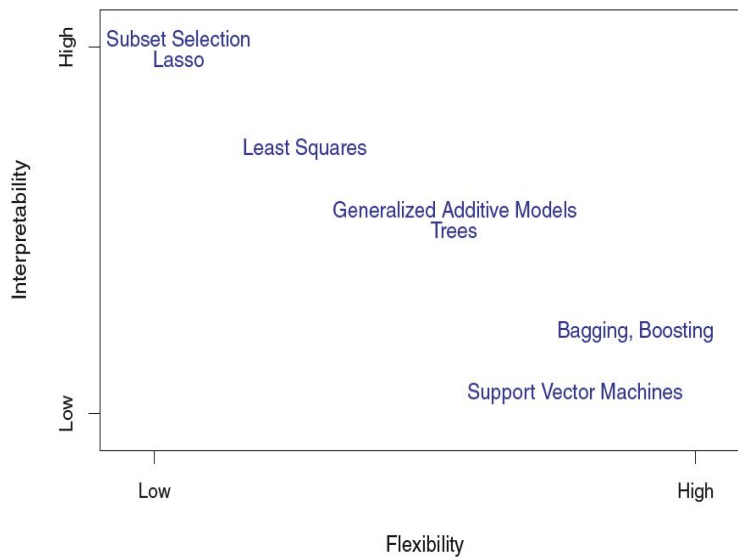 High
Subset Selection
Lasso
Least Squares
Generalized Additive Models
Trees
Bagging, Boosting
Support Vector Machines
Low
Interpretability
Low
High
Flexibility